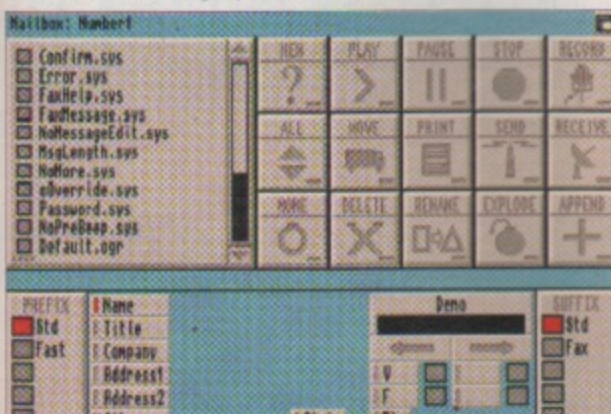 Mailbox: Number1
Confirm.sys
Error.sys
FaxHelp.sys
FaxMessage.sys
NoMessageEdit.sys
MsgLength.sys
NoMore.sys
oOverride.sys
Password.sys
NoPreBeep.sys
Default.ogr
PLAY PAUSE STOP RECORD
ALL MOVE PRINT SEND RECEIVE
NONE DELETE RENAME EXPLODE APPEND
PREFIX
Std
Fast
Name
Title
Company
Address1
Address2
Demo
V
F
SUFFIX
Std
Fax